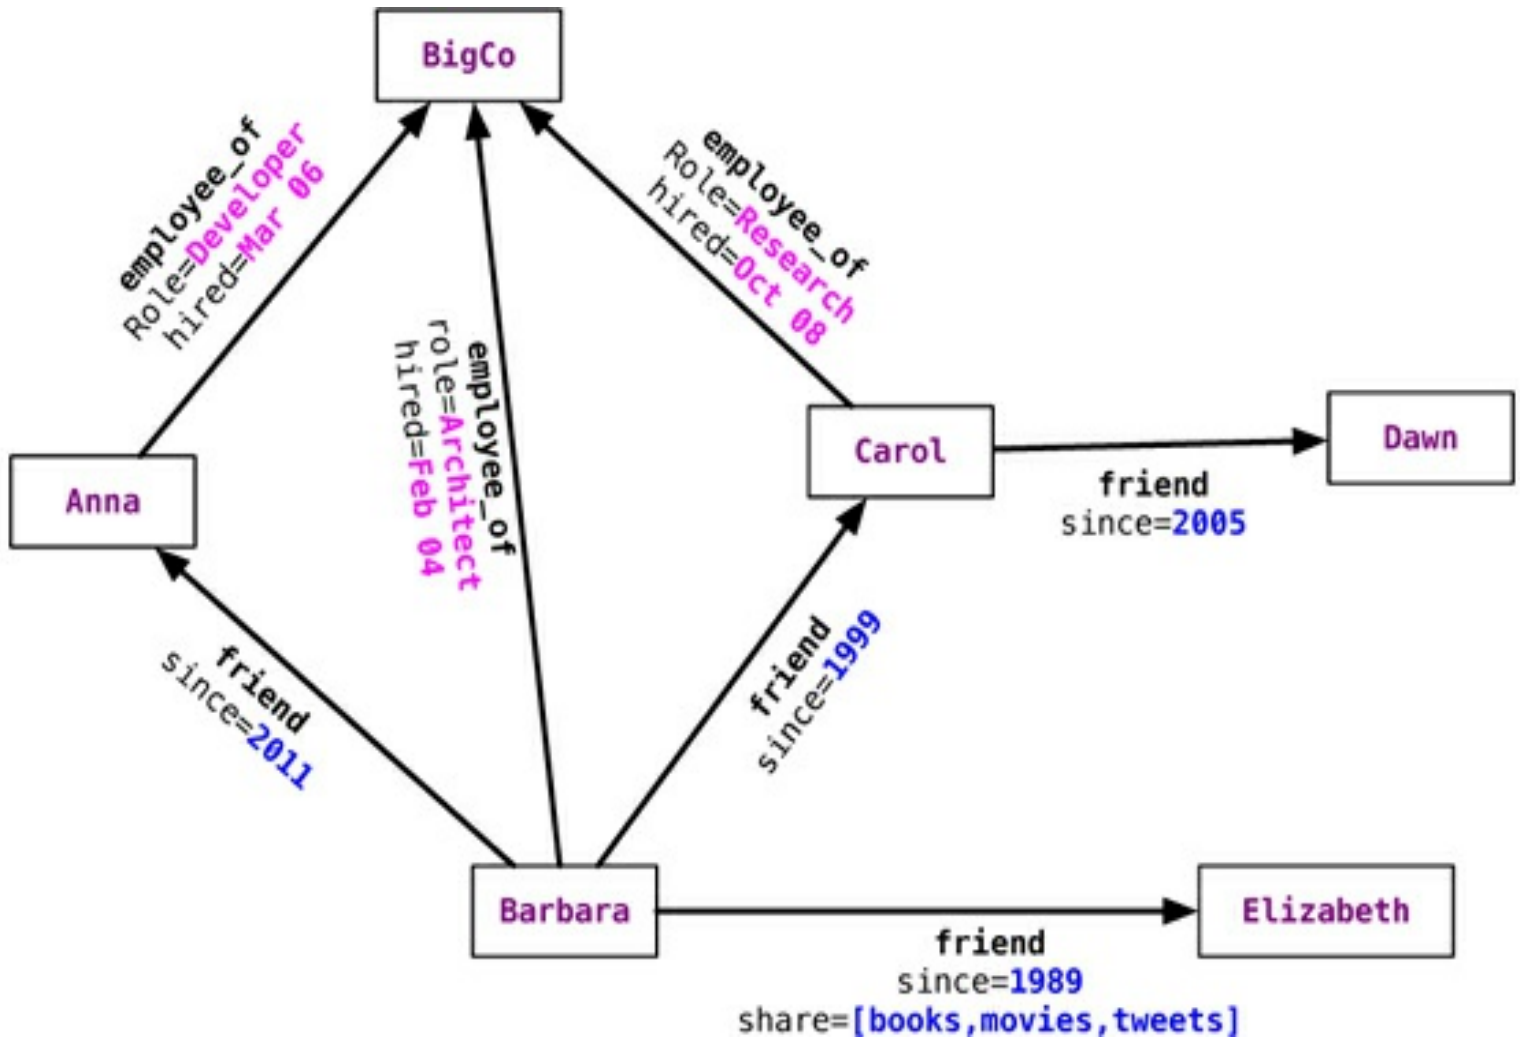 BigCo
employee_of
Role=Developer
hired=Mar 06
employee_of
Role=Research
hired=Oct 08
employee_of
role=Architect
hired=Feb 04
Anna
Carol
Dawn
friend
since=2005
friend
since=2011
friend
since=1999
Barbara
Elizabeth
friend
since=1989
share=[books,movies,tweets]